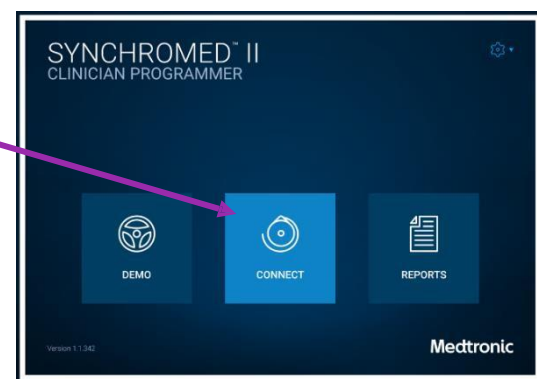 SYNCHROMED™ II
CLINICIAN PROGRAMMER
DEMO
CONNECT
REPORTS
Version 1.1.342
Medtronic